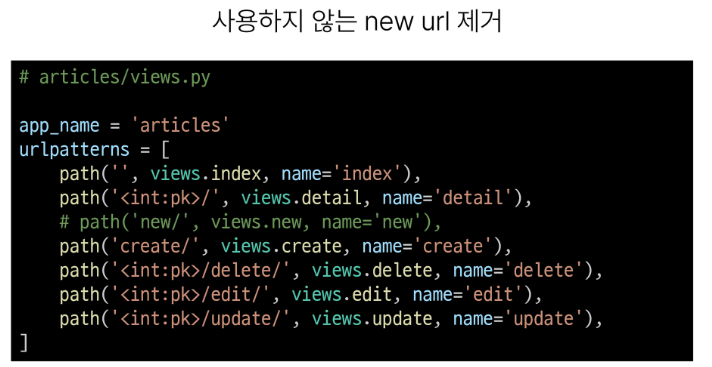 사용하지 않는 new url 제거
# articles/views.py
app_name = 'articles'
urlpatterns = [
path('', views.index, name='index'),
path('<int:pk>/', views.detail, name='detail'),
# path('new/', views.new, name='new'),
path('create/', views.create, name='create'),
path('<int:pk>/delete/', views.delete, name='delete'),
path('<int:pk>/edit/', views.edit, name='edit'),
path('<int:pk>/update/', views.update, name='update'),
]